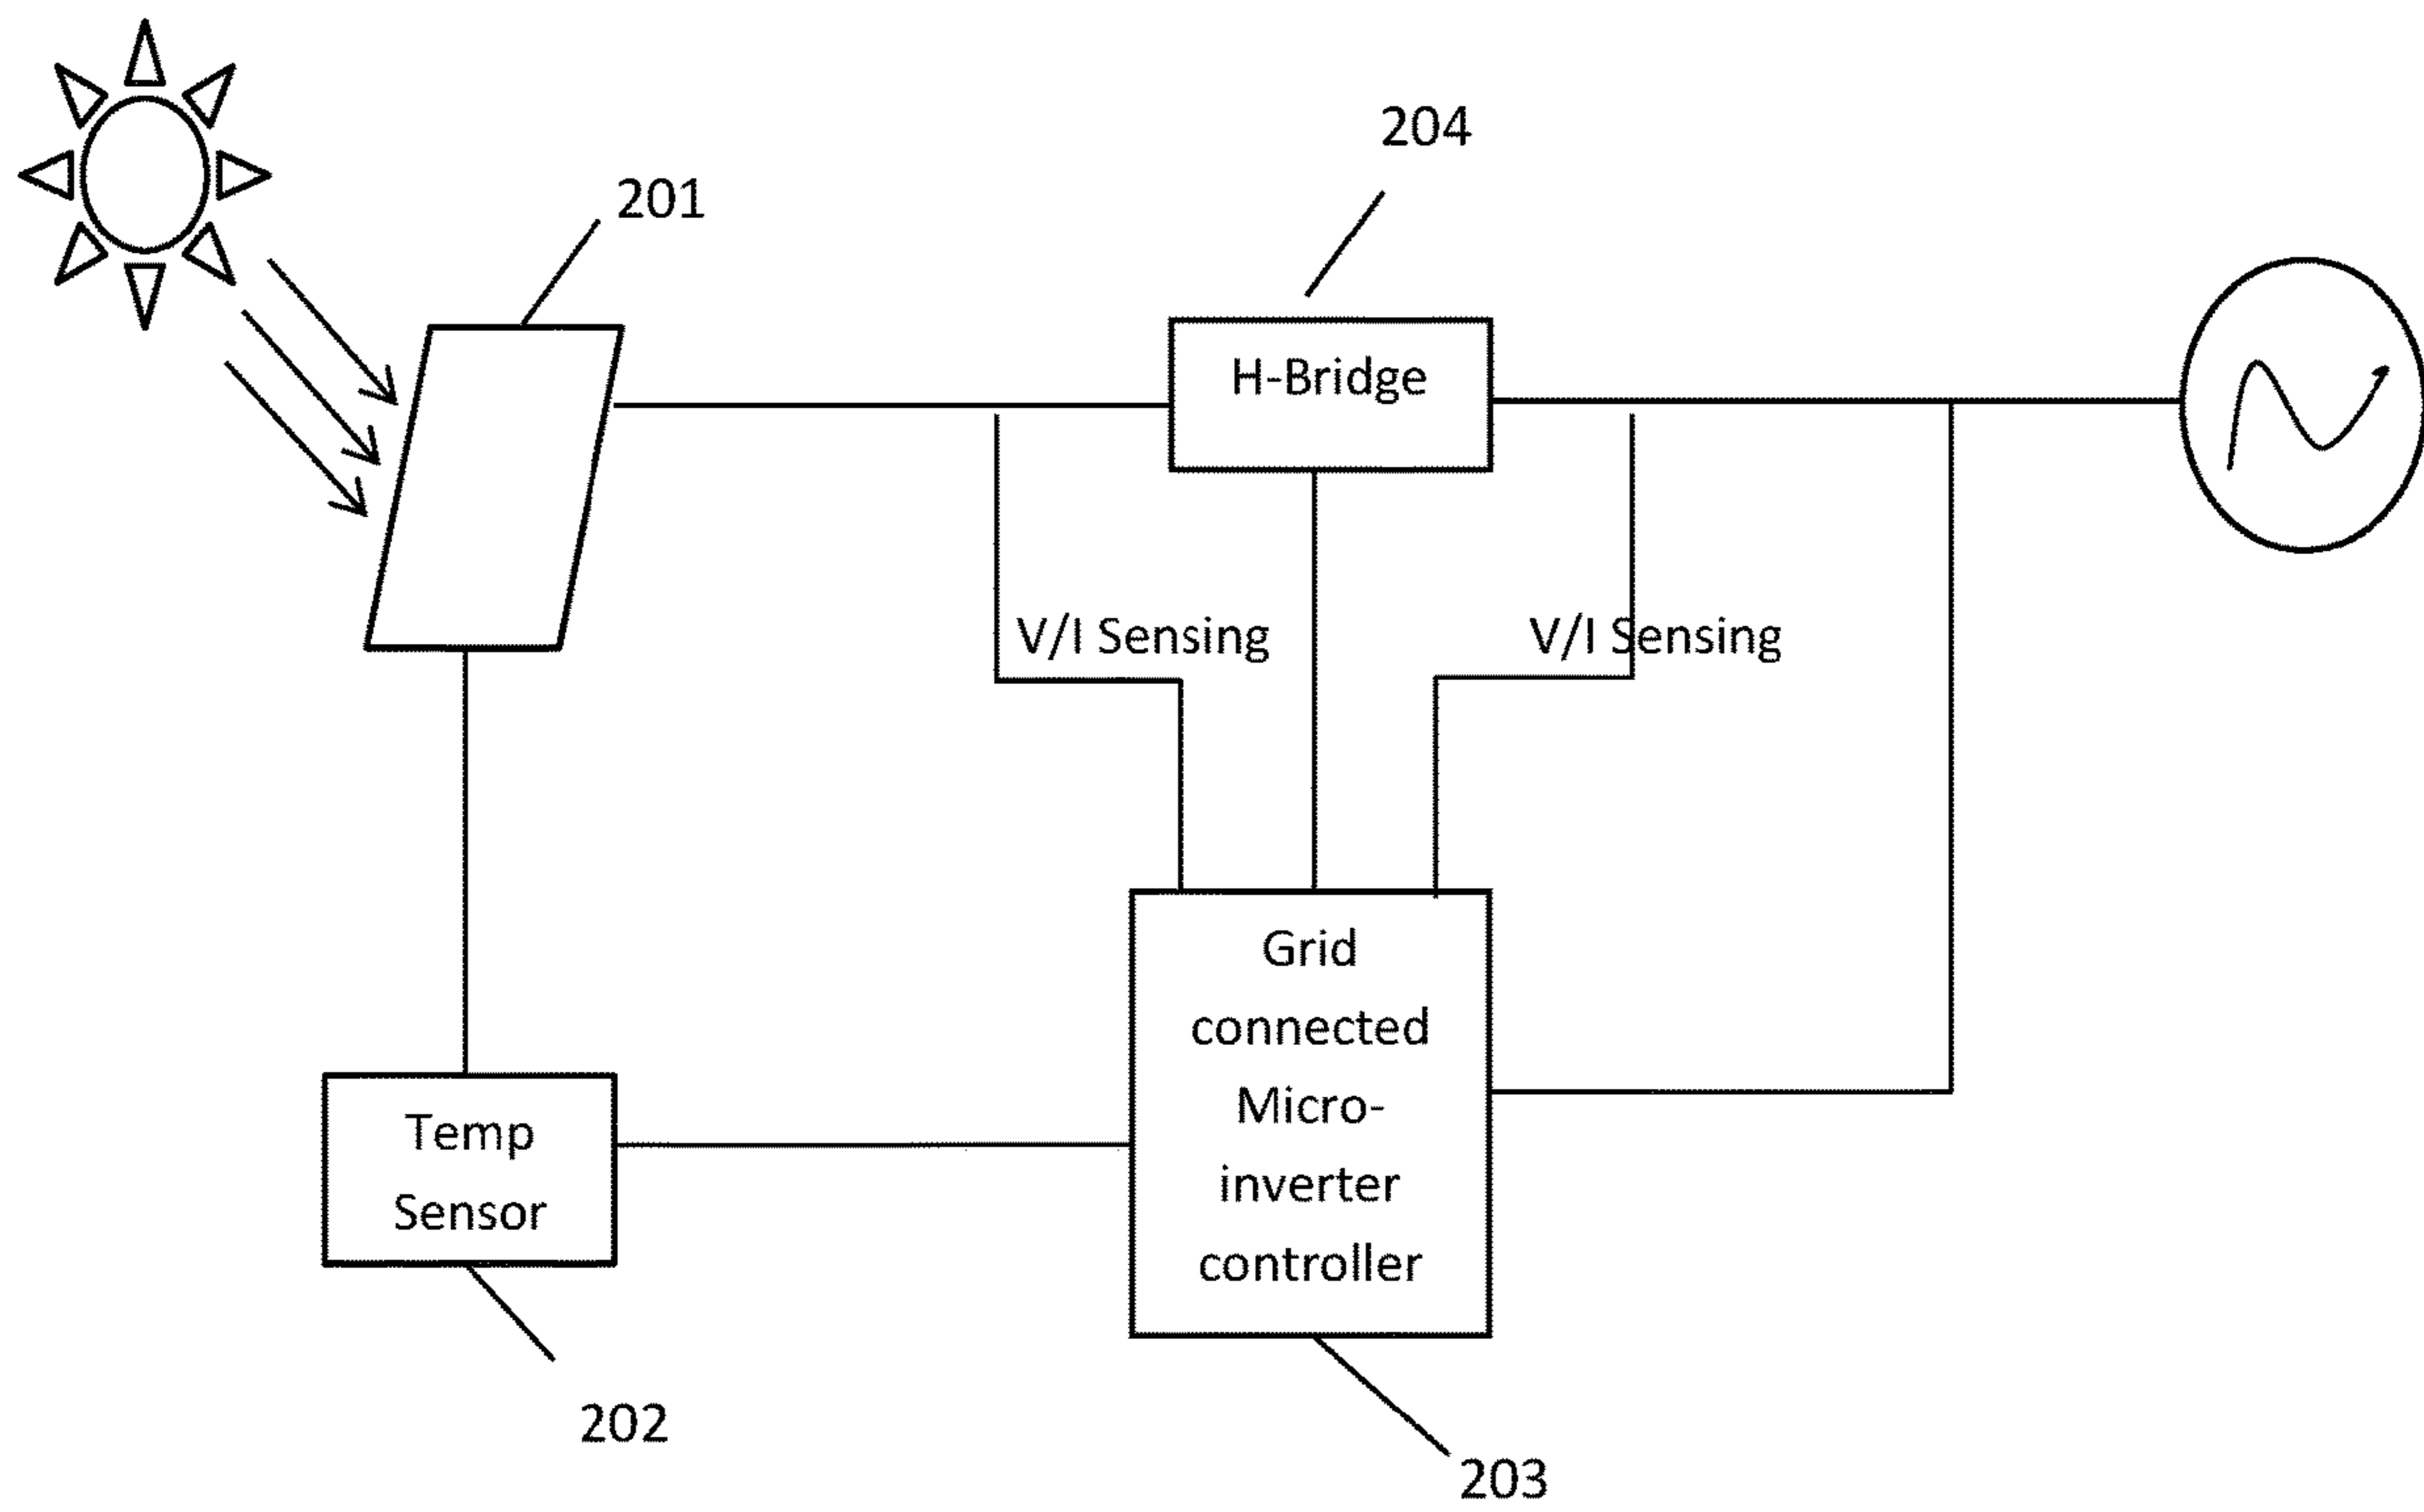 204
201
H-Bridge
V/I Sensing
V/I Sensing
Grid
connected
Micro-
inverter
controller
Temp
Sensor
202
203